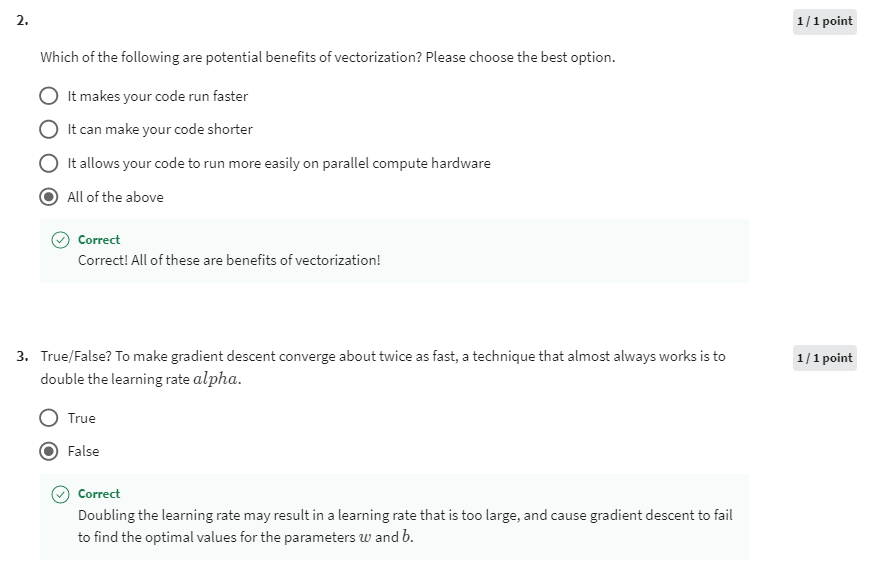 2.
1 / 1 point
Which of the following are potential benefits of vectorization? Please choose the best option.
It makes your code run faster
It can make your code shorter
It allows your code to run more easily on parallel compute hardware
All of the above
Correct
Correct! All of these are benefits of vectorization!
3. True/False? To make gradient descent converge about twice as fast, a technique that almost always works is to
1 / 1 point
double the learning rate alpha.
True
False
Correct
Doubling the learning rate may result in a learning rate that is too large, and cause gradient descent to fail
to find the optimal values for the parameters w and b.